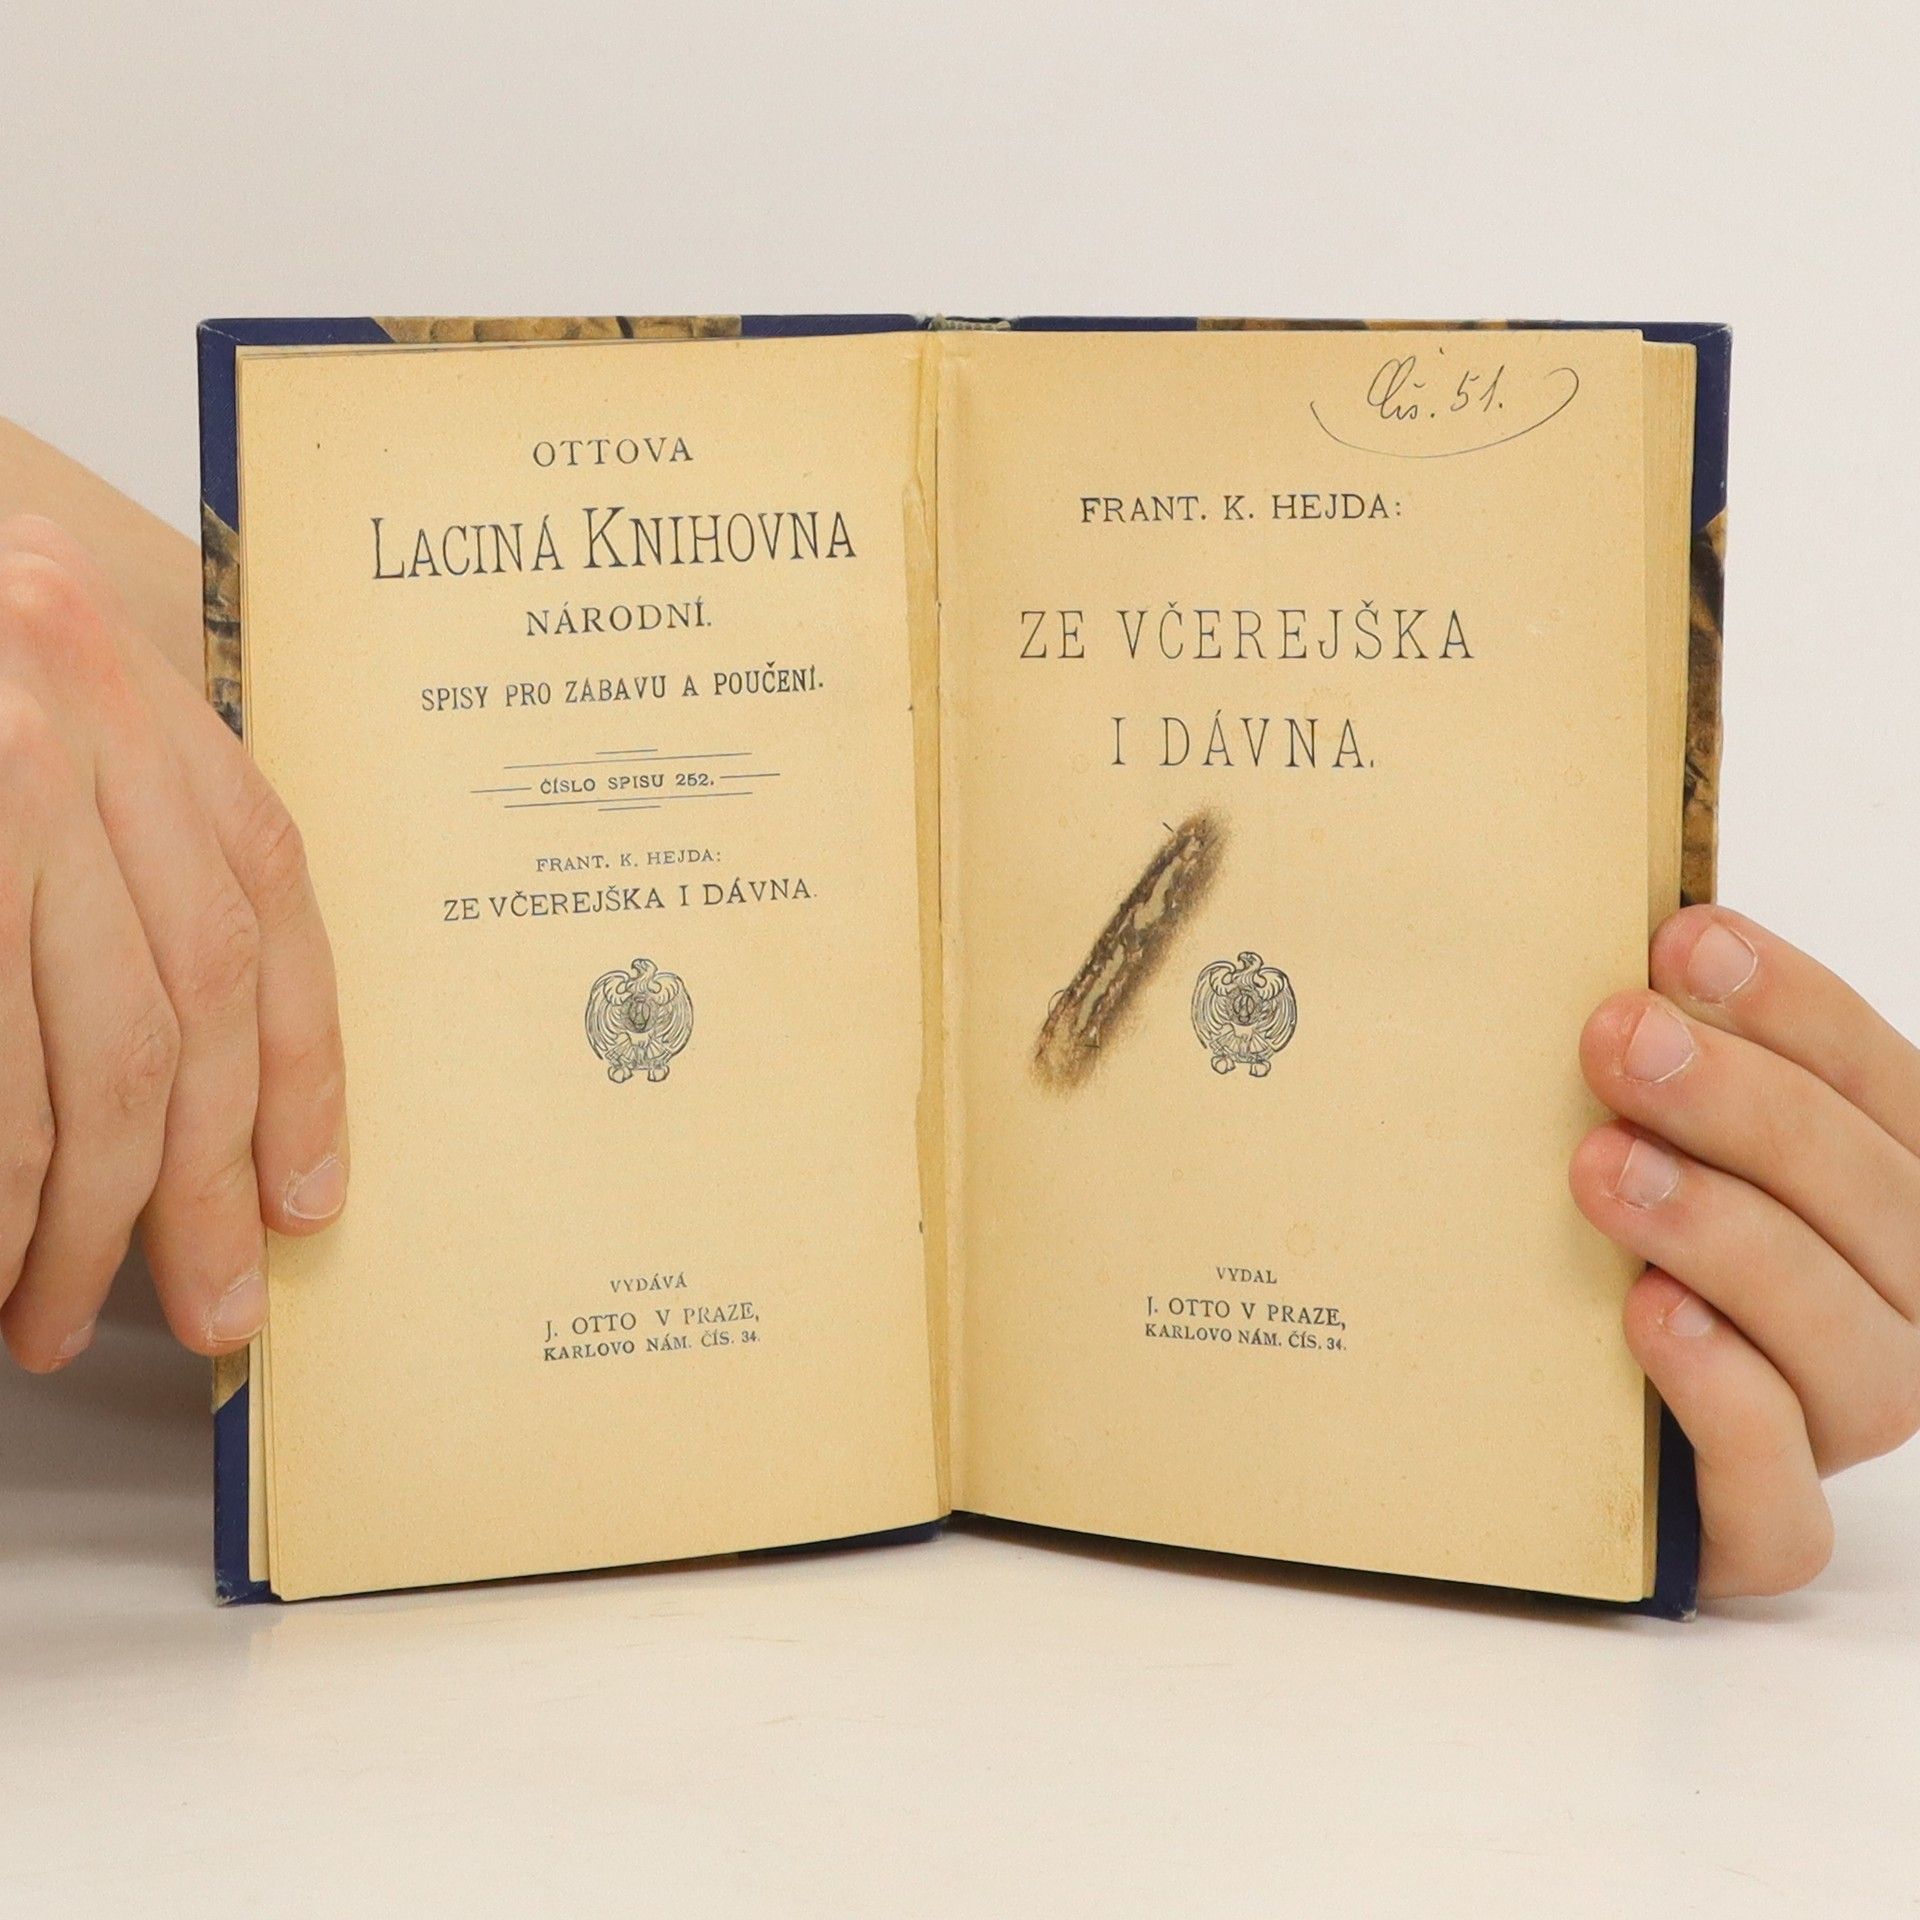 OTTOVA
LACINÁ KNIHOVNA
NÁRODNÍ.
SPISY PRO ZÁBAVU A POUČENÍ.
ČÍSLO SPISU 252.
FRANT. K. HEJDA:
ZE VČEREJŠKA I DÁVNA.
VYDÁVÁ
J. OTTO V PRAZE,
KARLOVO NÁM. ČÍS. 34.
Čís. 51.
FRANT. K. HEJDA:
ZE VČEREJŠKA
I DÁVNA.
VYDAL
J. OTTO V PRAZE,
KARLOVO NÁM. ČÍS. 34.